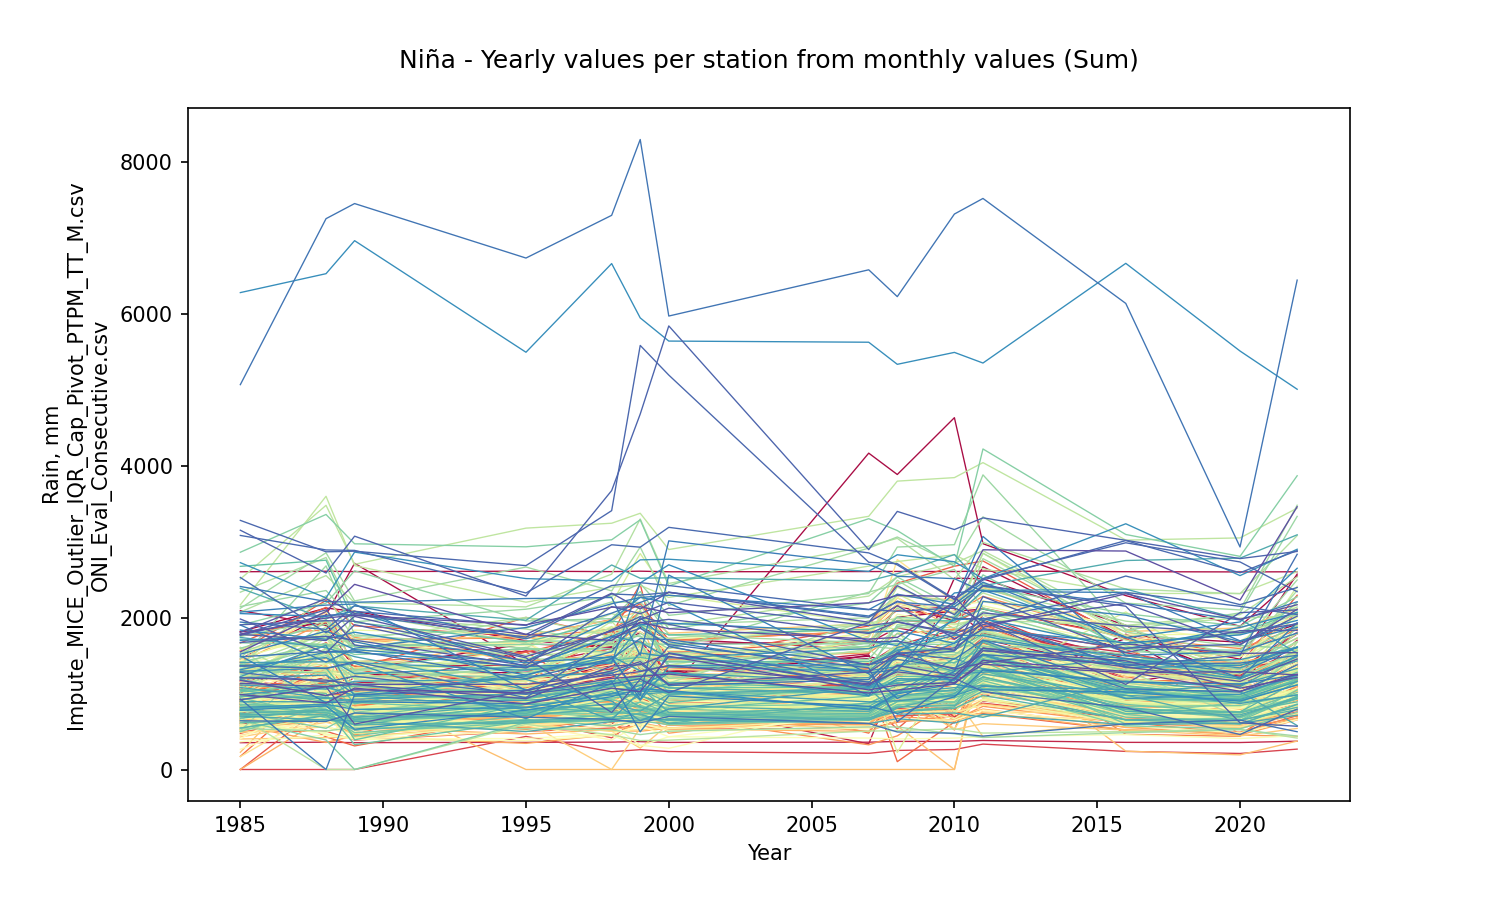 Niña - Yearly values per station from monthly values (Sum)
Rain, mm
Impute_MICE_Outlier_IQR_Cap_Pivot_PTPM_TT_M.csv
ONI_Eval_Consecutive.csv
8000
6000
4000
2000
0
1985
1990
1995
2000
2005
2010
2015
2020
Year